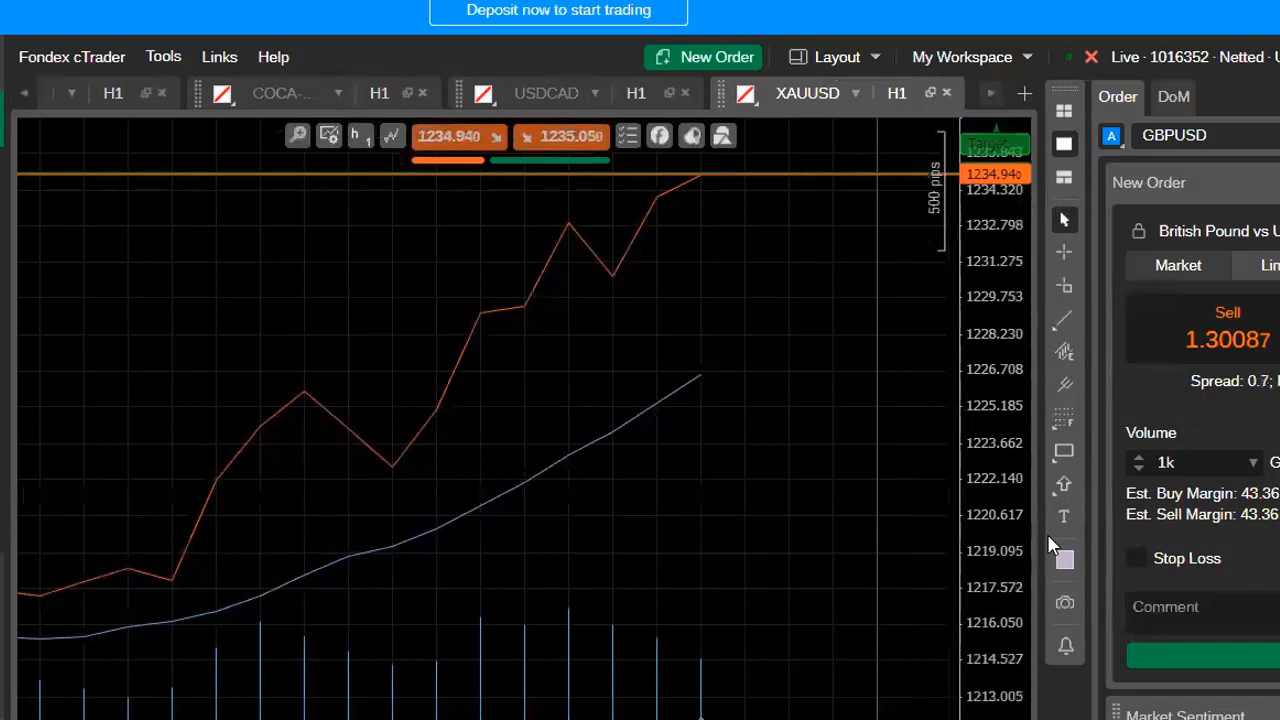 Deposit now to start trading
Fondex cTrader Tools Links Help
New Order Layout My Workspace Live · 1016352 · Netted ·
H1 COCA-... H1 USDCAD H1 XAUUSD H1
Order DoM
h 1 1234.940 1235.059
A GBPUSD
Target
1234.940
1234.320
500 pips
New Order
1232.798
British Pound vs
1231.275
Market
1229.753
Sell
1.30087
1228.230
1226.708
Spread: 0.7;
1225.185
Volume
1223.662
1k
1222.140
Est. Buy Margin: 43.36
Est. Sell Margin: 43.36
1220.617
T
1219.095
Stop Loss
1217.572
Comment
1216.050
1214.527
1213.005
Market Sentiment